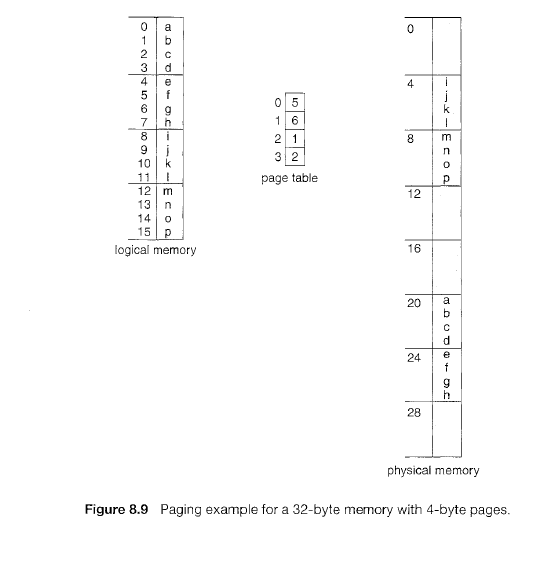 0 a
1 b
2 c
3 d
4 e
5 f
6 g
7 h
8 i
9 j
10 k
11 l
12 m
13 n
14 o
15 p
logical memory
0 5
1 6
2 1
3 2
page table
0
4 i
j
k
l
8 m
n
o
p
12
16
20 a
b
c
d
24 e
f
g
h
28
physical memory
Figure 8.9 Paging example for a 32-byte memory with 4-byte pages.